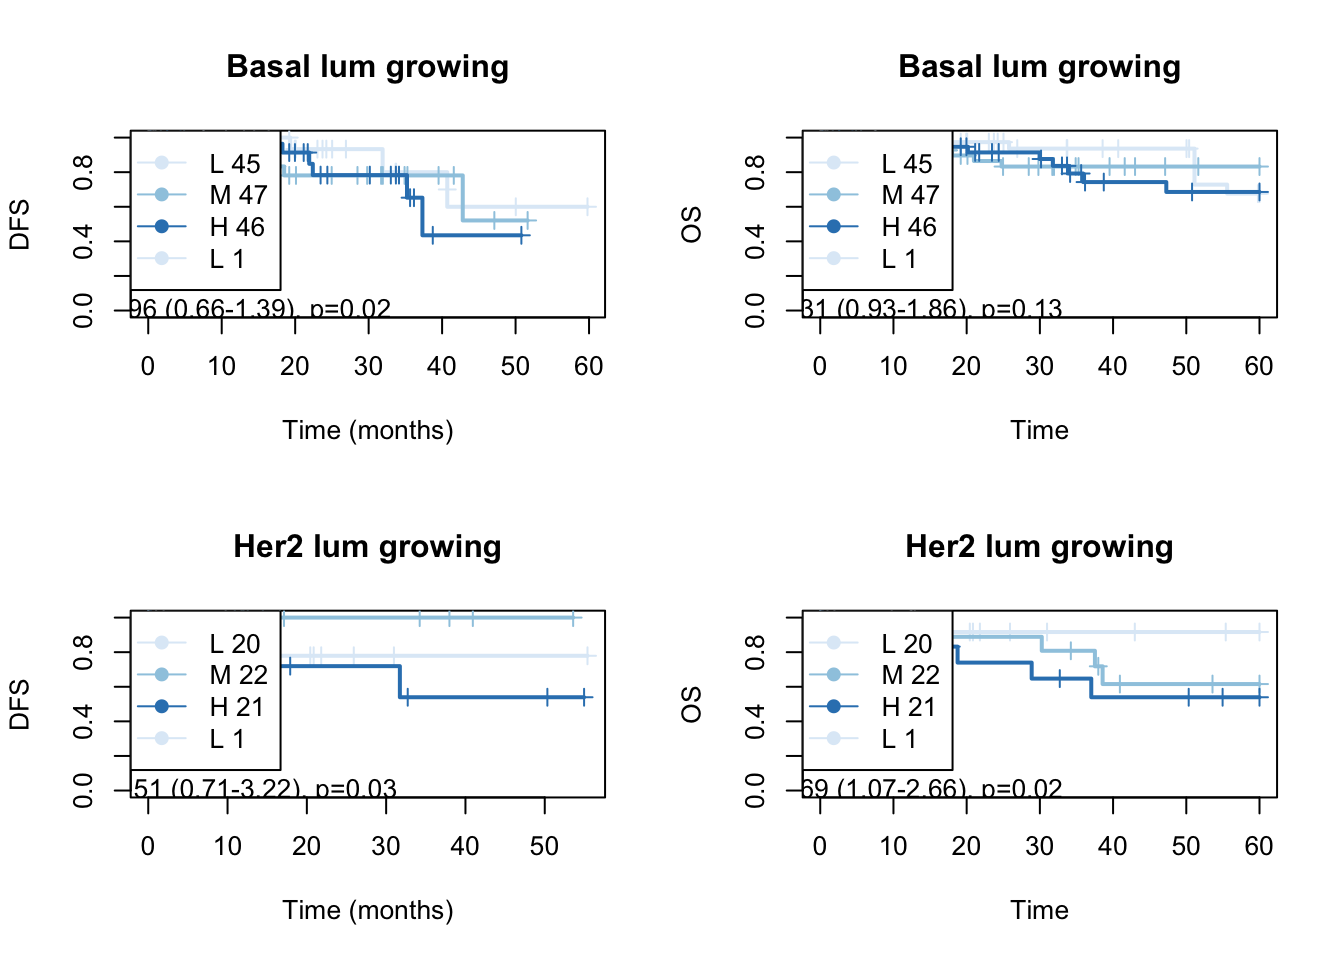 Basal lum growing
DFS
0.0 0.4 0.8
L 45
M 47
H 46
L 1
96 (0.66-1.39), p=0.02
0 10 20 30 40 50 60
Time (months)
Basal lum growing
OS
0.0 0.4 0.8
L 45
M 47
H 46
L 1
31 (0.93-1.86), p=0.13
0 10 20 30 40 50 60
Time
Her2 lum growing
DFS
0.0 0.4 0.8
L 20
M 22
H 21
L 1
51 (0.71-3.22), p=0.03
0 10 20 30 40 50
Time (months)
Her2 lum growing
OS
0.0 0.4 0.8
L 20
M 22
H 21
L 1
69 (1.07-2.66), p=0.02
0 10 20 30 40 50 60
Time